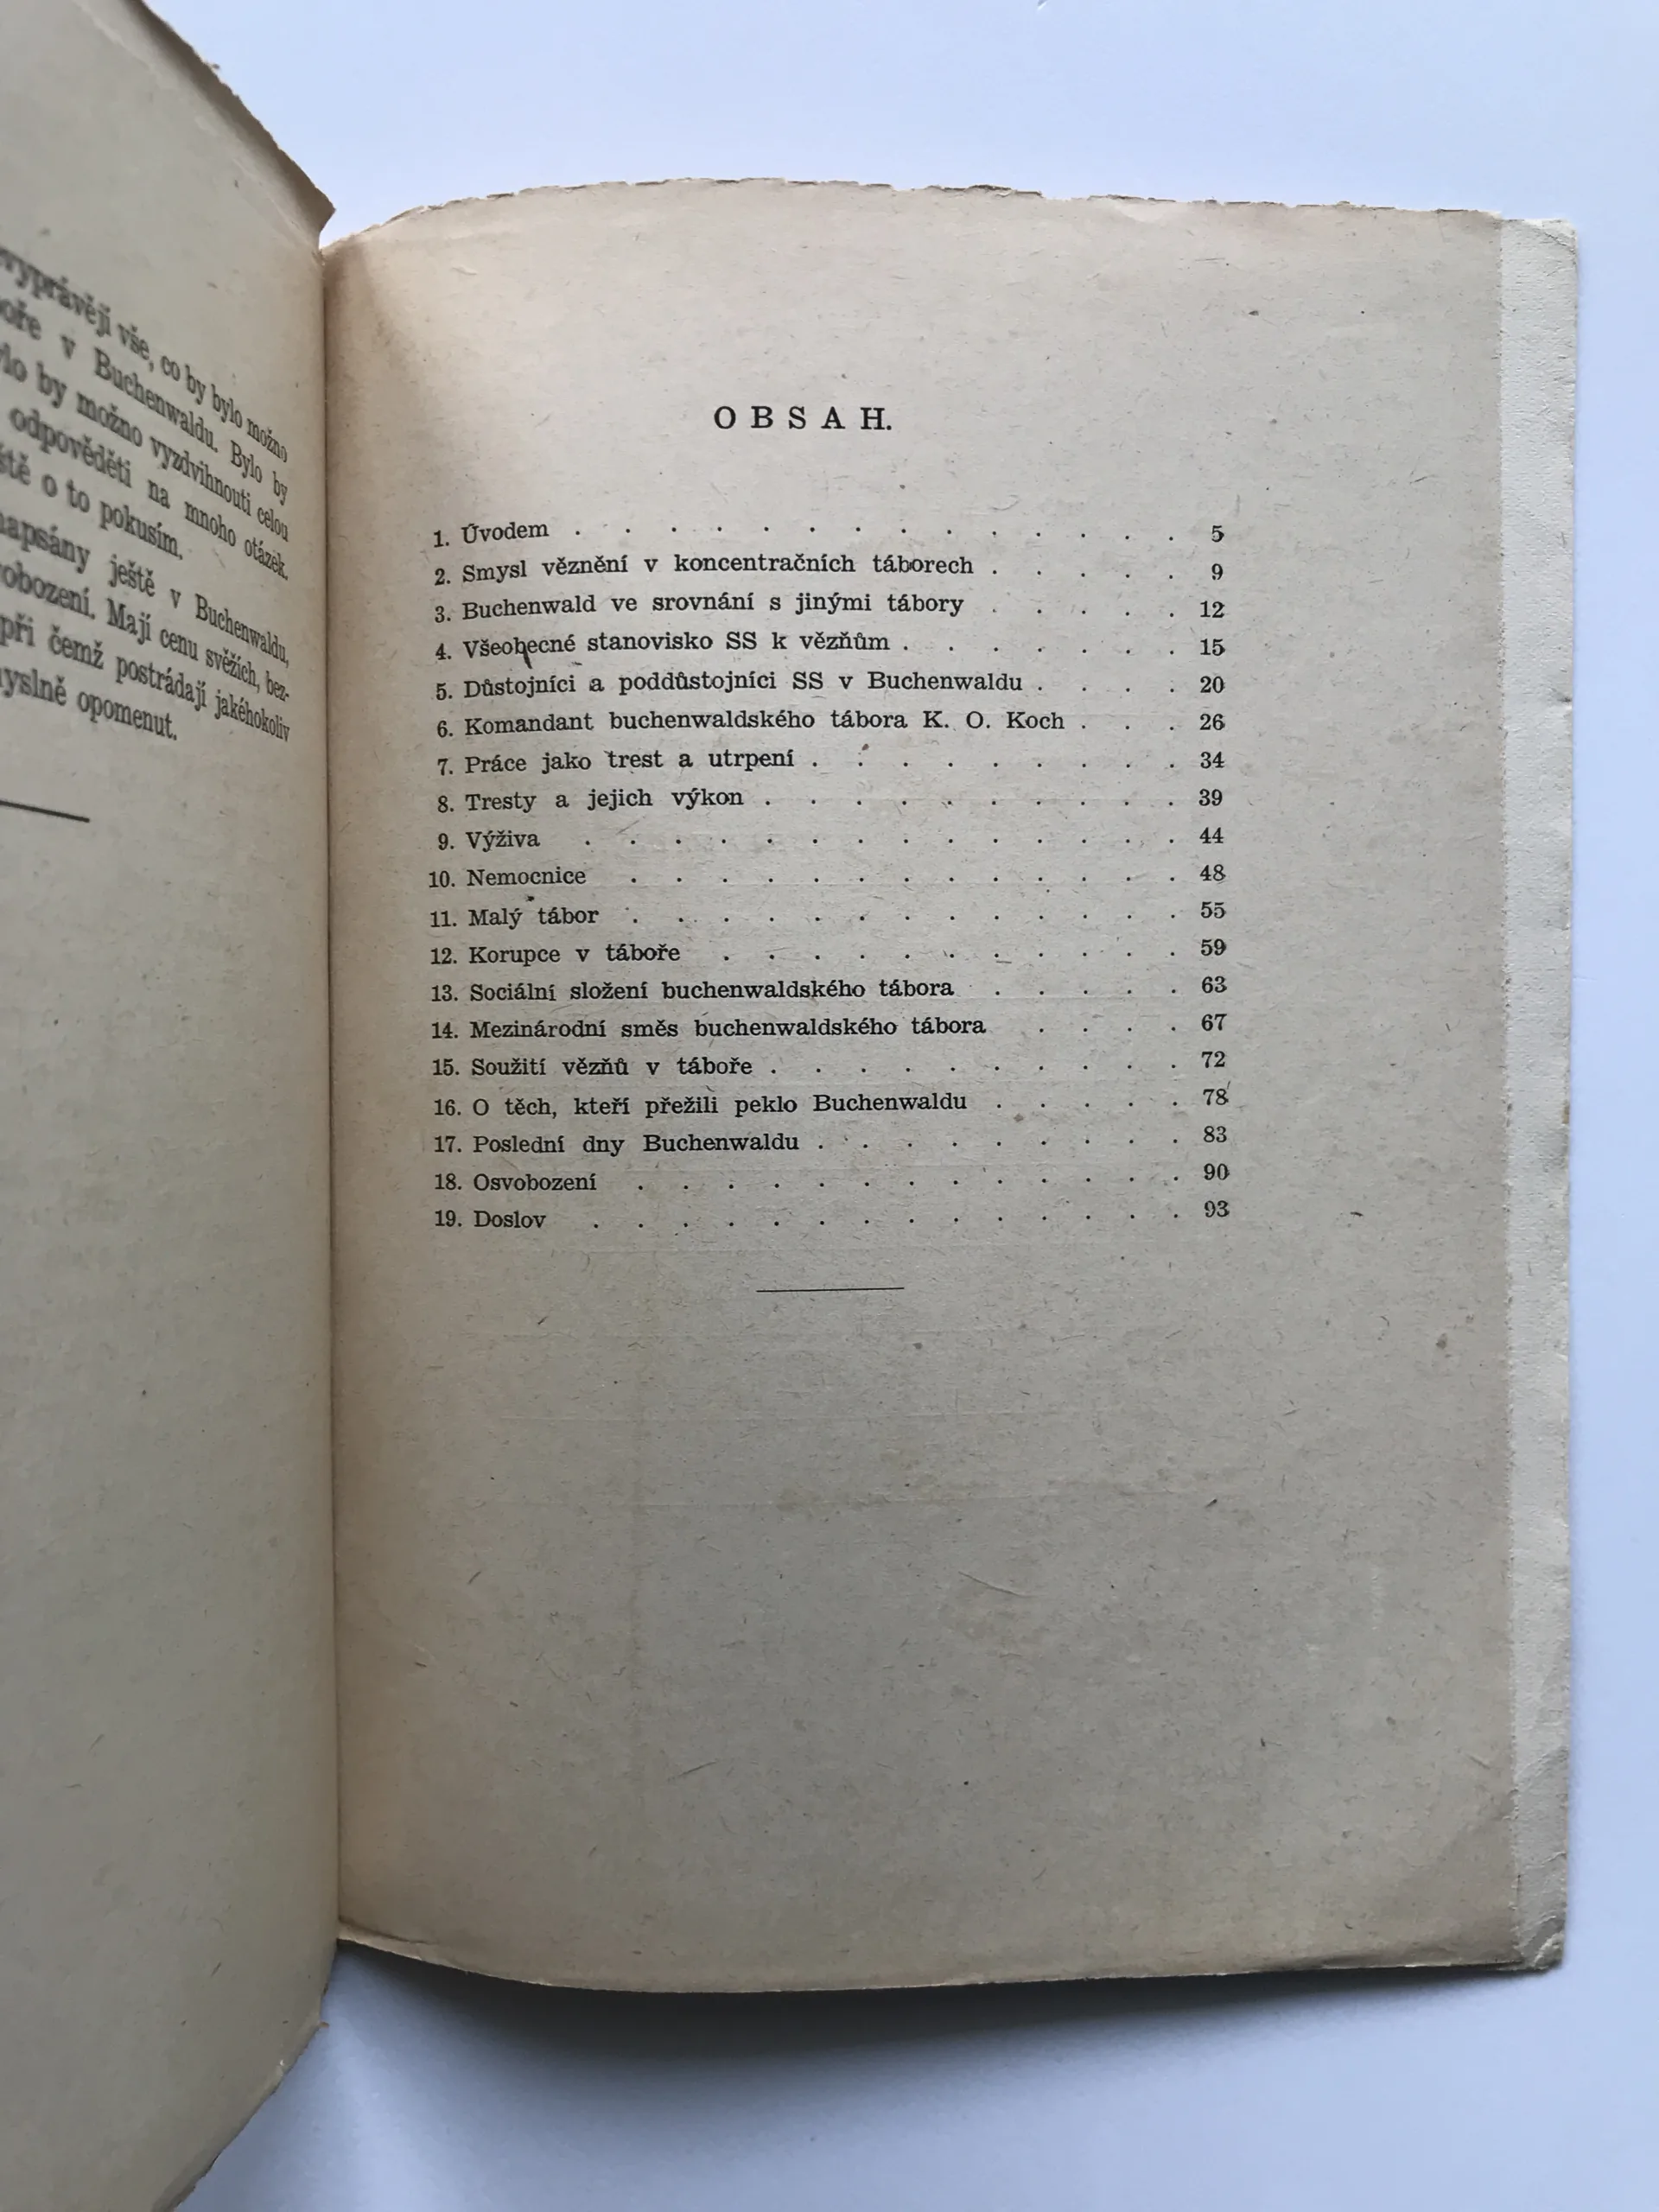 vyprávějí vše, co by bylo možno
v Buchenwaldu. Bylo by
by možno vyzdvihnouti celou
odpověděti na mnoho otázek.
o to pokusím.
napsány ještě v Buchenwaldu,
Mají cenu svěžích, bez-
při čemž postrádají jakéhokoliv
opomenut.
OBSAH.
1. Úvodem . . . . . . . . . . . . . . 5
2. Smysl věznění v koncentračních táborech . . . . . 9
3. Buchenwald ve srovnání s jinými tábory . . . . . 12
4. Všeobecné stanovisko SS k vězňům . . . . . . . 15
5. Důstojníci a poddůstojníci SS v Buchenwaldu . . . . 20
6. Komandant buchenwaldského tábora K. O. Koch . . . 26
7. Práce jako trest a utrpení . . . . . . . . . 34
8. Tresty a jejich výkon . . . . . . . . . . 39
9. Výživa . . . . . . . . . . . . . . 44
10. Nemocnice . . . . . . . . . . . . . 48
11. Malý tábor . . . . . . . . . . . . . 55
12. Korupce v táboře . . . . . . . . . . . 59
13. Sociální složení buchenwaldského tábora . . . . . 63
14. Mezinárodní směs buchenwaldského tábora . . . . 67
15. Soužití vězňů v táboře . . . . . . . . . . 72
16. O těch, kteří přežili peklo Buchenwaldu . . . . . 78
17. Poslední dny Buchenwaldu . . . . . . . . . 83
18. Osvobození . . . . . . . . . . . . . 90
19. Doslov . . . . . . . . . . . . . . 93